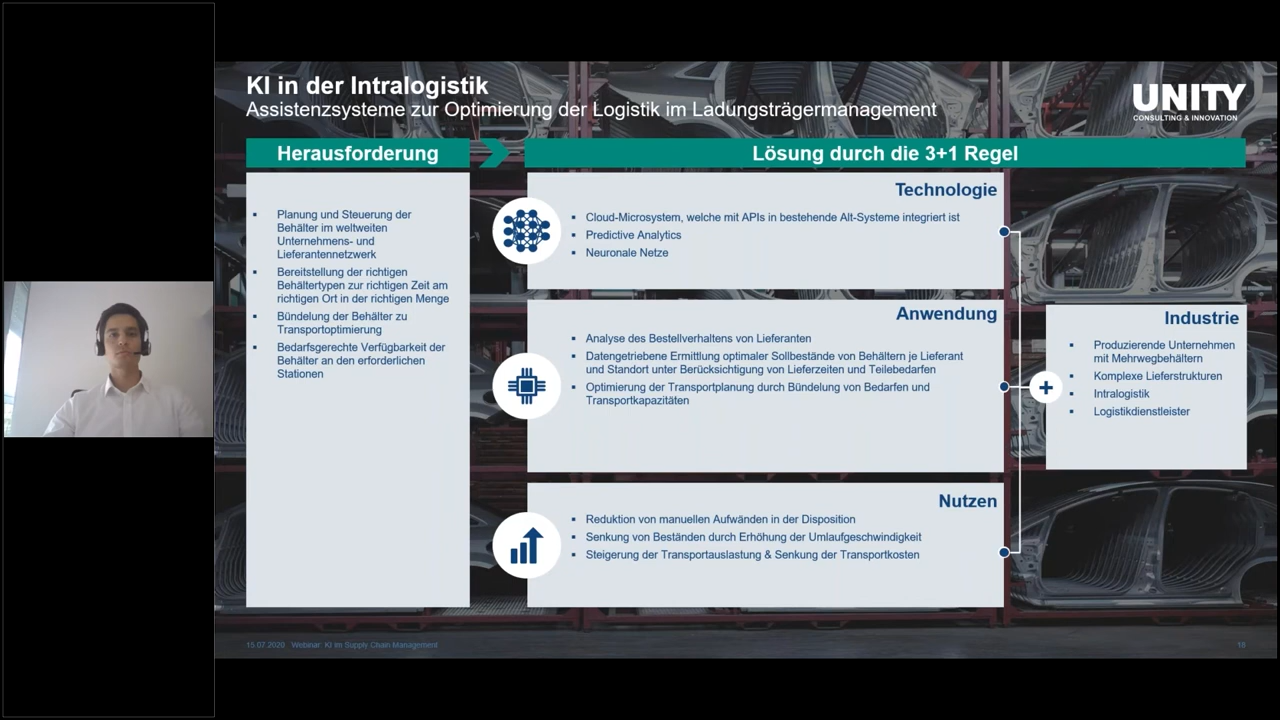 KI in der Intralogistik
Assistenzsysteme zur Optimierung der Logistik im Ladungsträgermanagement
UNITY
CONSULTING & INNOVATION
Herausforderung
Lösung durch die 3+1 Regel
Planung und Steuerung der
Behälter im weltweiten
Unternehmens- und
Lieferantennetzwerk
Bereitstellung der richtigen
Behältertypen zur richtigen Zeit am
richtigen Ort in der richtigen Menge
Bündelung der Behälter zu
Transportoptimierung
Bedarfsgerechte Verfügbarkeit der
Behälter an den erforderlichen
Stationen
Technologie
Cloud-Microsystem, welche mit APIs in bestehende Alt-Systeme integriert ist
Predictive Analytics
Neuronale Netze
Anwendung
Analyse des Bestellverhaltens von Lieferanten
Datengetriebene Ermittlung optimaler Sollbestände von Behältern je Lieferant
und Standort unter Berücksichtigung von Lieferzeiten und Teilebedarfen
Optimierung der Transportplanung durch Bündelung von Bedarfen und
Transportkapazitäten
Nutzen
Reduktion von manuellen Aufwänden in der Disposition
Senkung von Beständen durch Erhöhung der Umlaufgeschwindigkeit
Steigerung der Transportauslastung & Senkung der Transportkosten
Industrie
Produzierende Unternehmen
mit Mehrwegbehältern
Komplexe Lieferstrukturen
Intralogistik
Logistikdienstleister
15.07.2020 Webinar: KI im Supply Chain Management